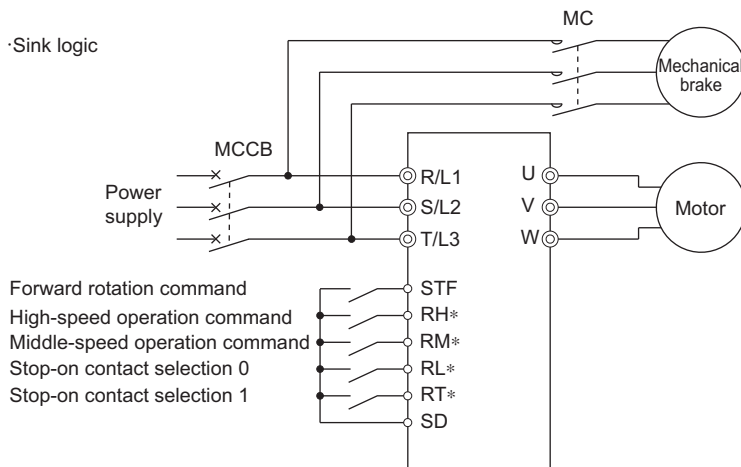 MC
·Sink logic
Mechanical
brake
MCCB
Power
supply
R/L1
S/L2
T/L3
U
V
W
Motor
Forward rotation command
STF
High-speed operation command
RH*
Middle-speed operation command
RM*
Stop-on contact selection 0
RL*
Stop-on contact selection 1
RT*
SD